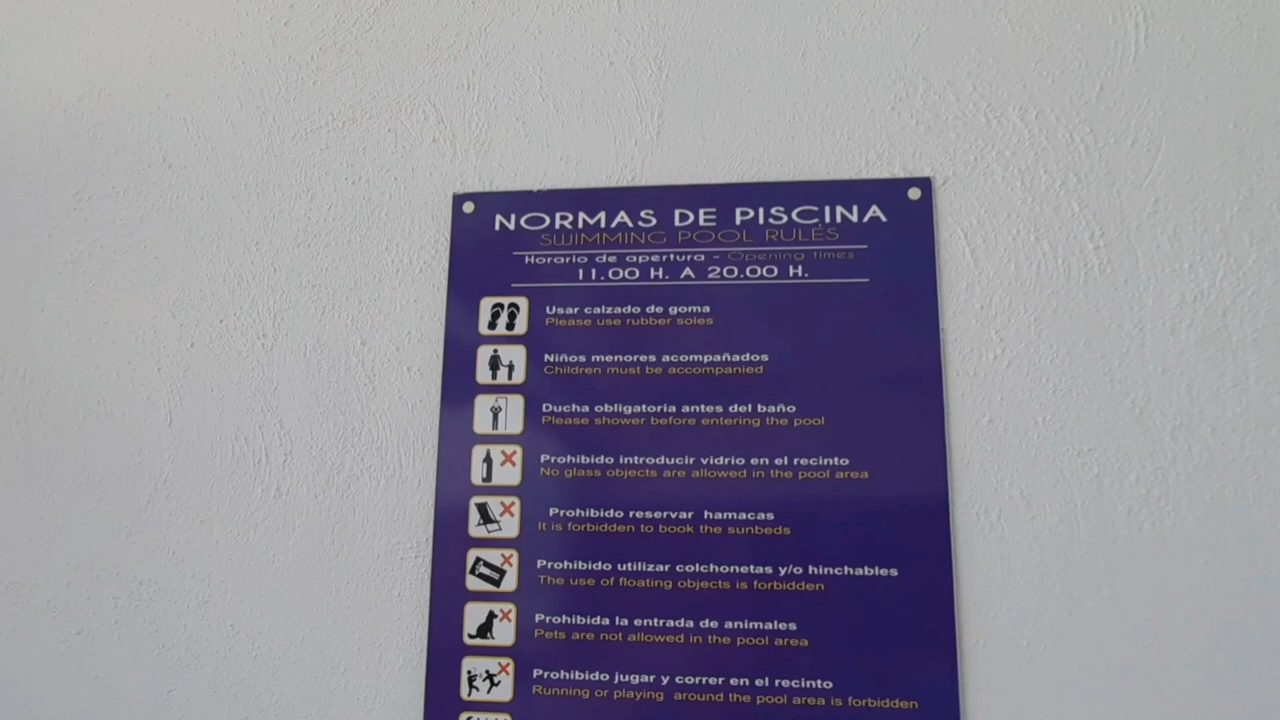 NORMAS DE PISCINA
SWIMMING POOL RULES
Horario de apertura - Opening times
11.00 H. A 20.00 H.
Usar calzado de goma
Please use rubber soles
Niños menores acompañados
Children must be accompanied
Ducha obligatoria antes del baño
Please shower before entering the pool
Prohibido introducir vidrio en el recinto
No glass objects are allowed in the pool area
Prohibido reservar hamacas
It is forbidden to book the sunbeds
Prohibido utilizar colchonetas y/o hinchables
The use of floating objects is forbidden
Prohibida la entrada de animales
Pets are not allowed in the pool area
Prohibido jugar y correr en el recinto
Running or playing around the pool area is forbidden